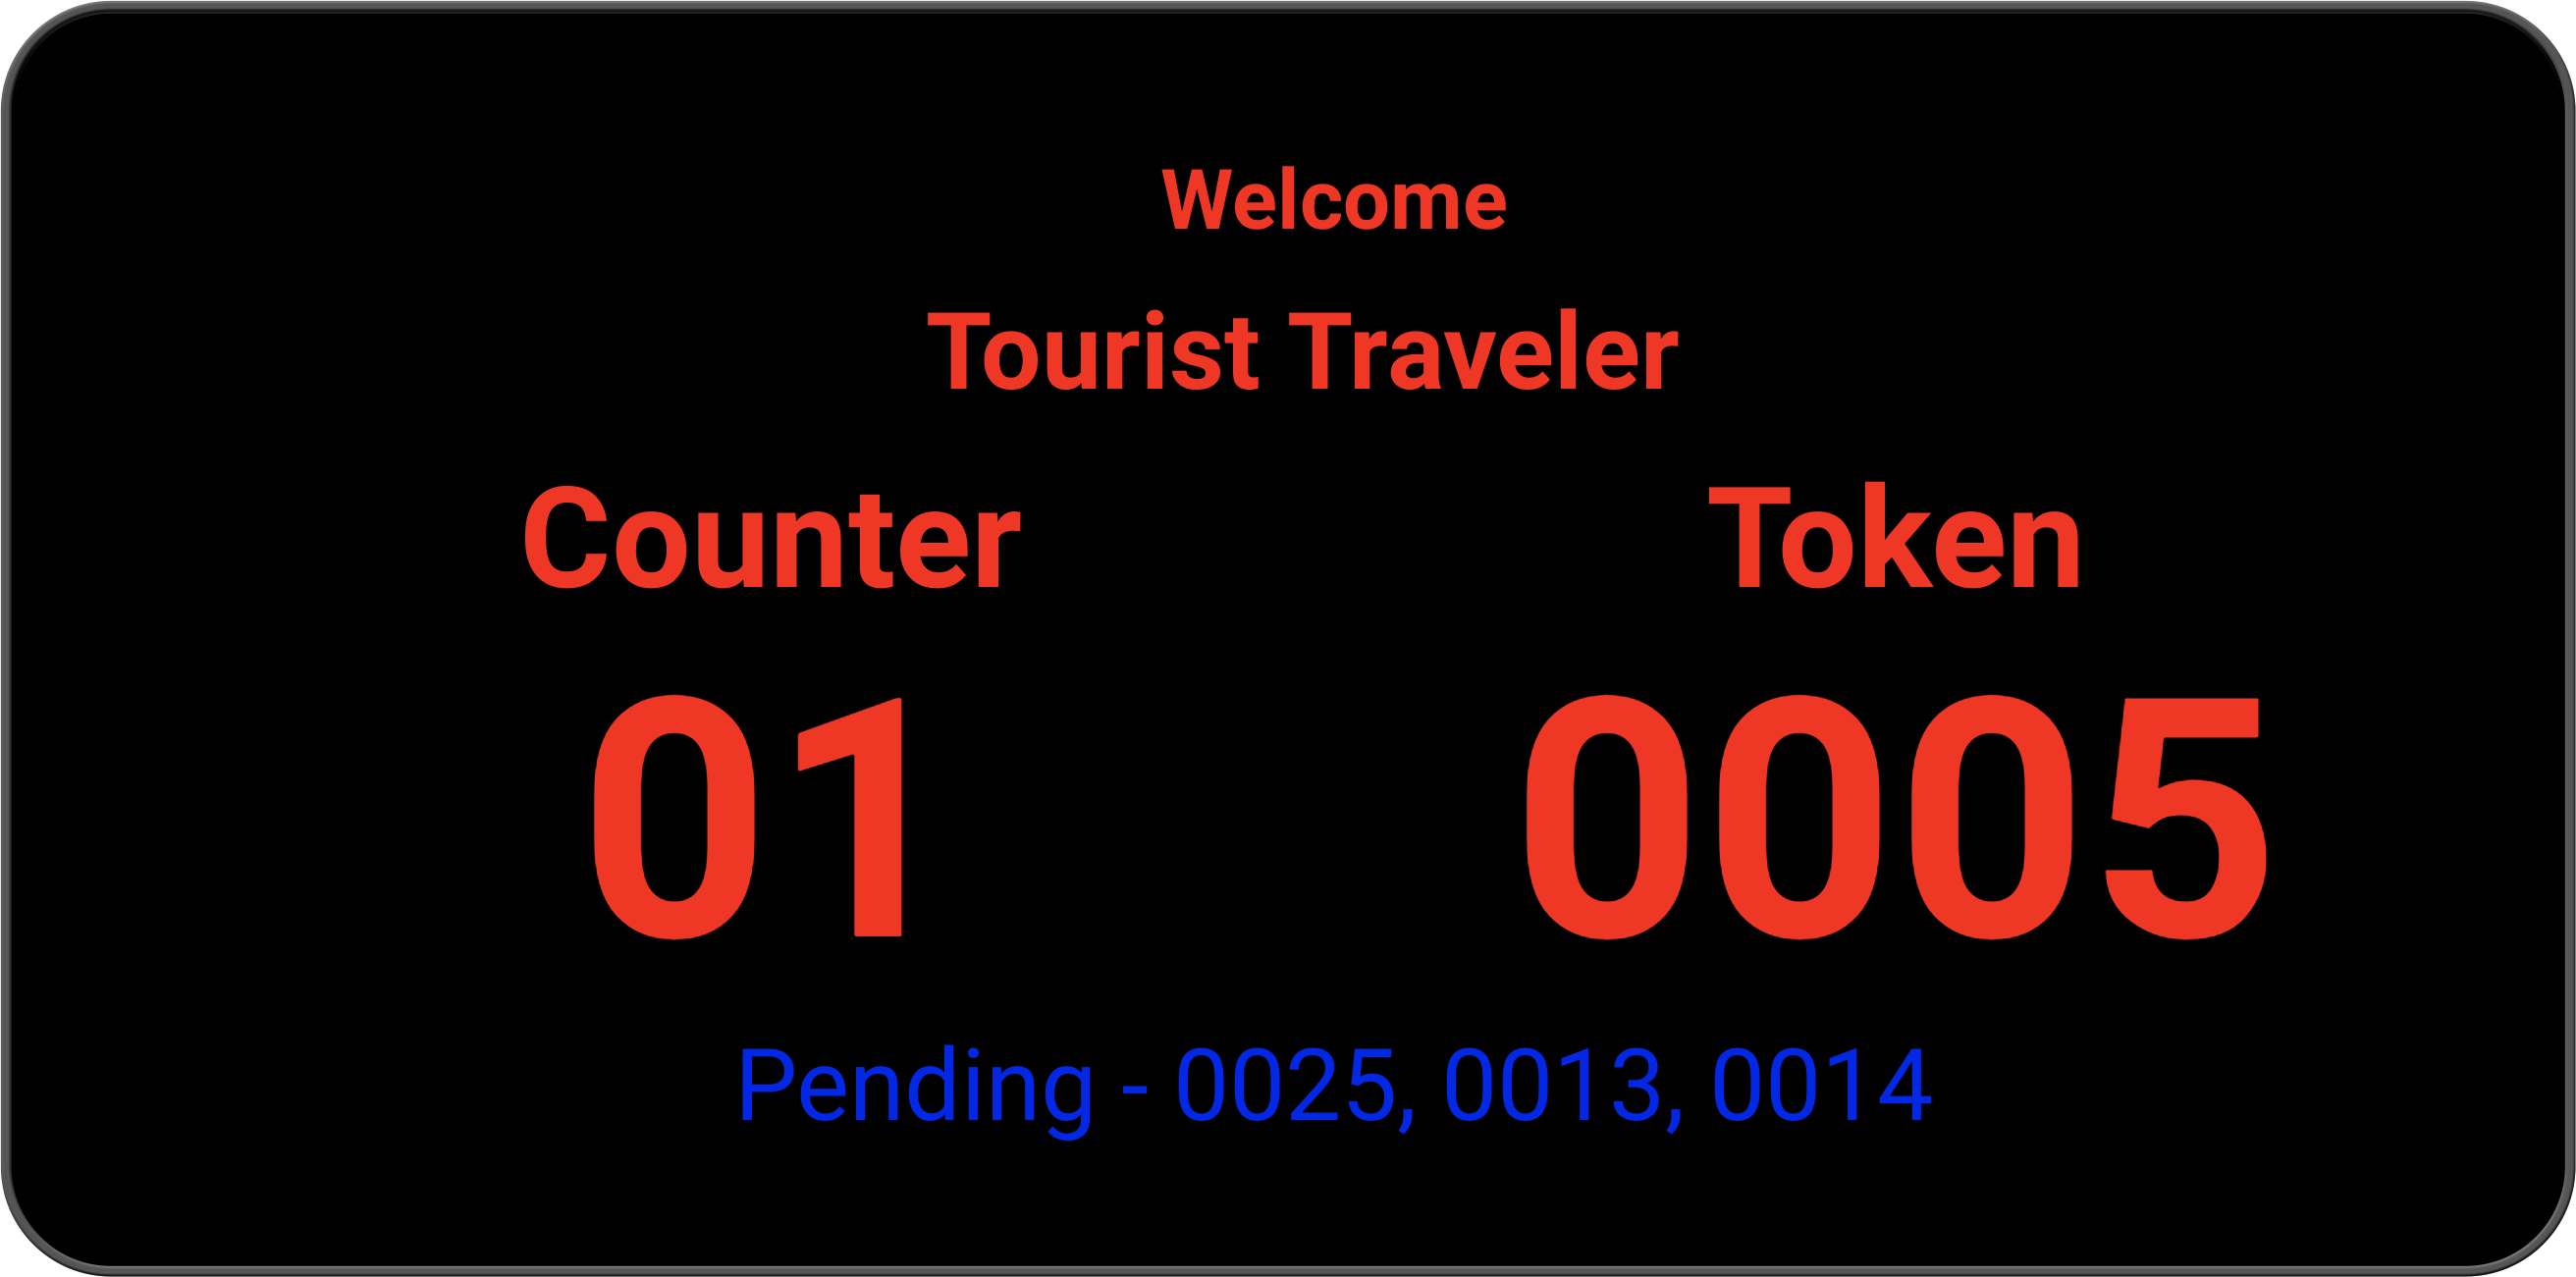 Welcome
Tourist Traveler
Counter Token
01 0005
Pending - 0025, 0013, 0014